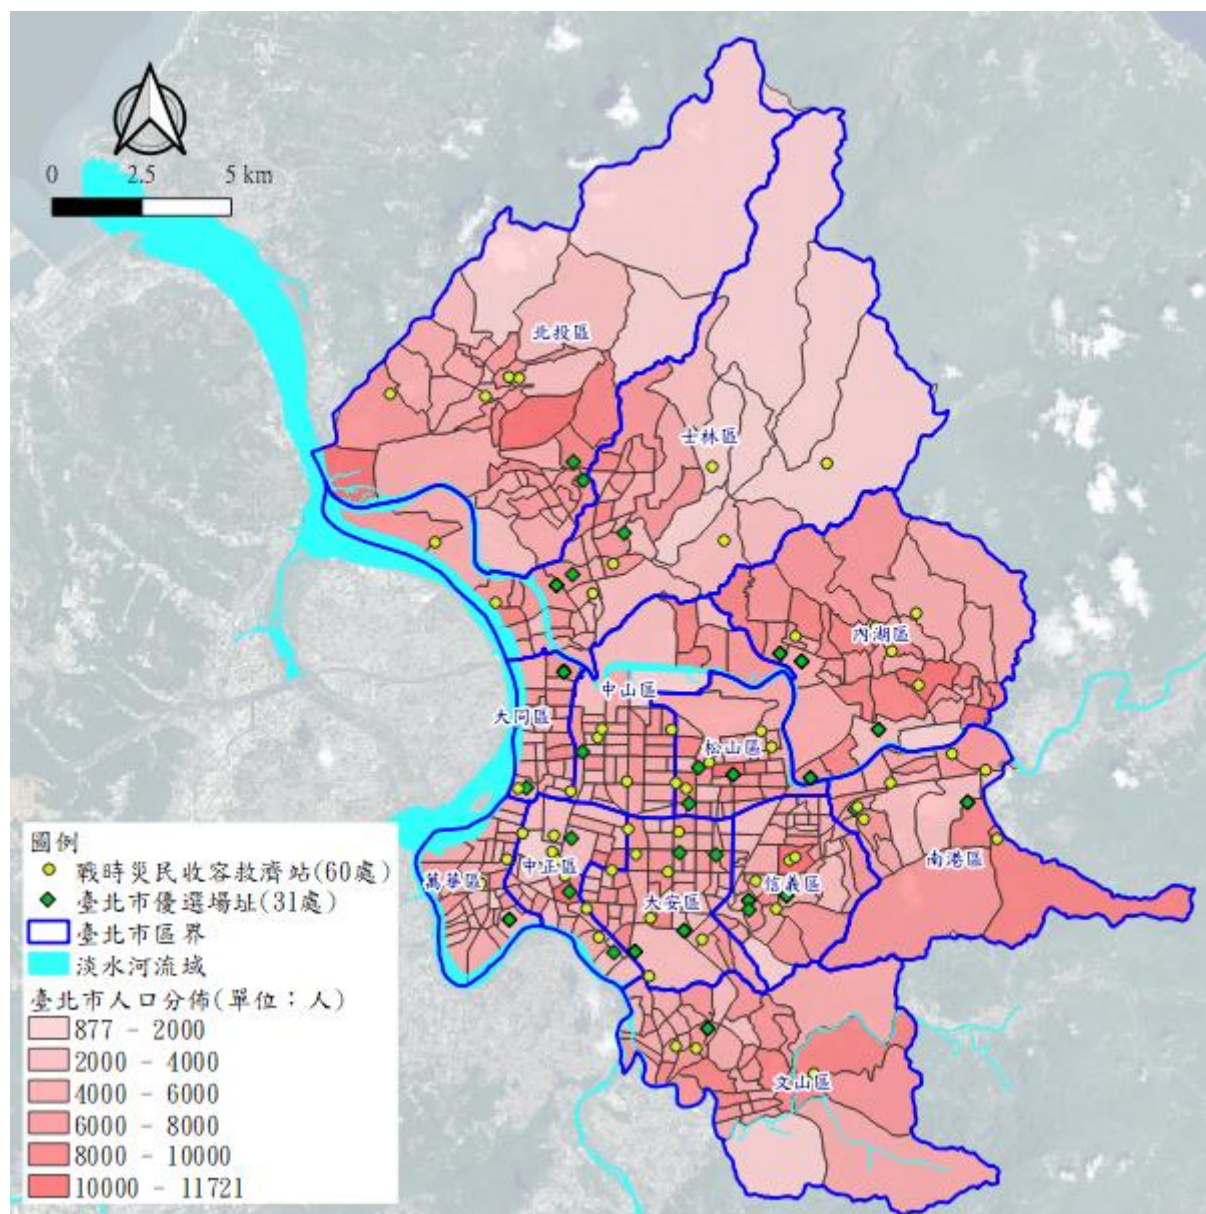 0 2.5 5 km
北投區
士林區
內湖區
中山區
大同區
松山區
中正區
萬華區
大安區
信義區
南港區
文山區
圖例
戰時災民收容救濟站(60處)
臺北市優選場址(31處)
臺北市區界
淡水河流域
臺北市人口分佈(單位：人)
877 - 2000
2000 - 4000
4000 - 6000
6000 - 8000
8000 - 10000
10000 - 11721